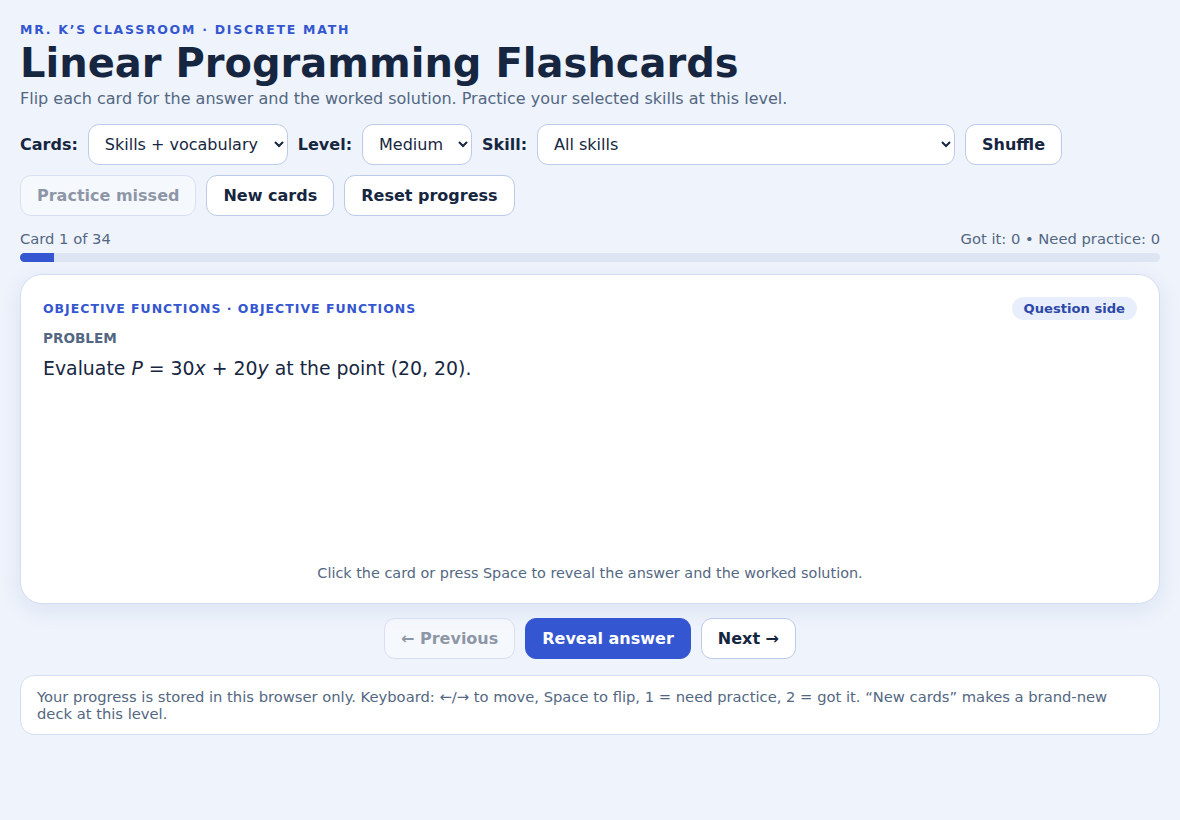 MR. K’S CLASSROOM · DISCRETE MATH
Linear Programming Flashcards
Flip each card for the answer and the worked solution. Practice your selected skills at this level.
Cards: Skills + vocabulary Level: Medium Skill: All skills Shuffle
Practice missed New cards Reset progress
Card 1 of 34 Got it: 0 • Need practice: 0
OBJECTIVE FUNCTIONS · OBJECTIVE FUNCTIONS Question side
PROBLEM
Evaluate P = 30x + 20y at the point (20, 20).
Click the card or press Space to reveal the answer and the worked solution.
← Previous Reveal answer Next →
Your progress is stored in this browser only. Keyboard: ←/→ to move, Space to flip, 1 = need practice, 2 = got it. “New cards” makes a brand-new
deck at this level.